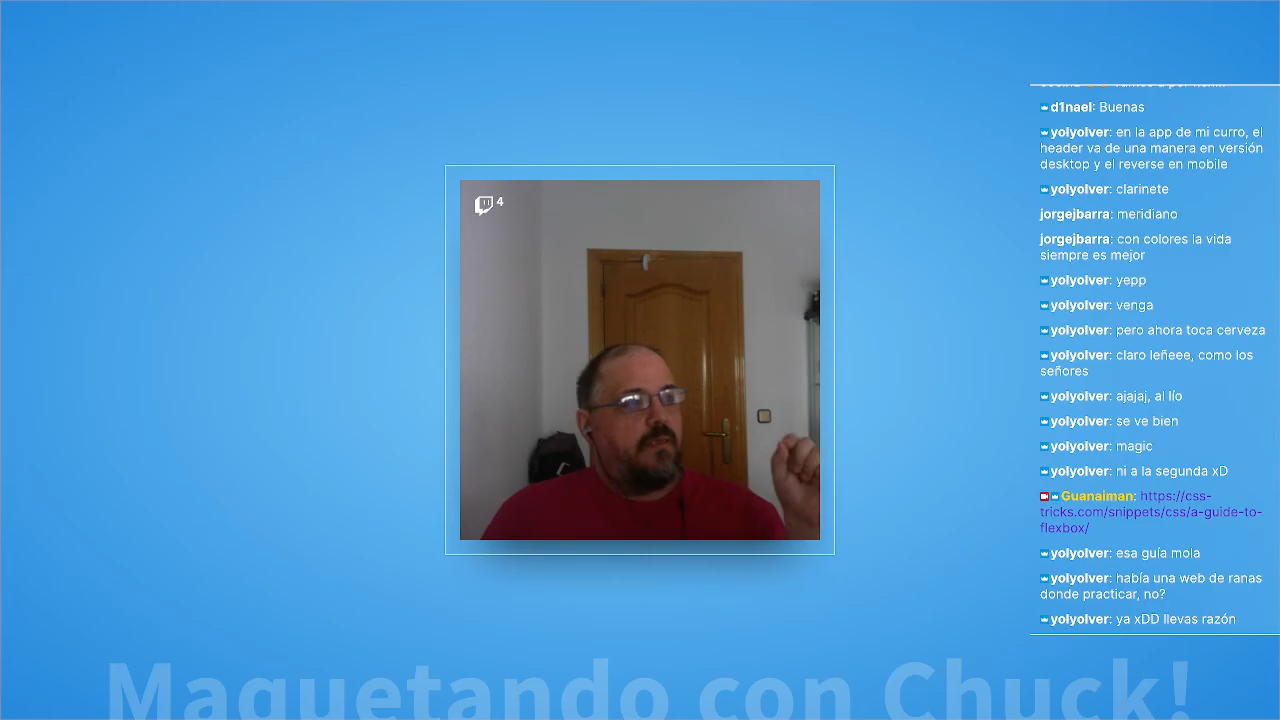 4
d1nael: Buenas
yolyolver: en la app de mi curro, el
header va de una manera en versión
desktop y el reverse en mobile
yolyolver: clarinete
jorgejbarra: meridiano
jorgejbarra: con colores la vida
siempre es mejor
yolyolver: yepp
yolyolver: venga
yolyolver: pero ahora toca cerveza
yolyolver: claro leñeee, como los
señores
yolyolver: ajajaj, al lío
yolyolver: se ve bien
yolyolver: magic
yolyolver: ni a la segunda xD
Guanaiman: https://css-
tricks.com/snippets/css/a-guide-to-
flexbox/
yolyolver: esa guía mola
yolyolver: había una web de ranas
donde practicar, no?
yolyolver: ya xDD llevas razón
Maquetando con Chuck!